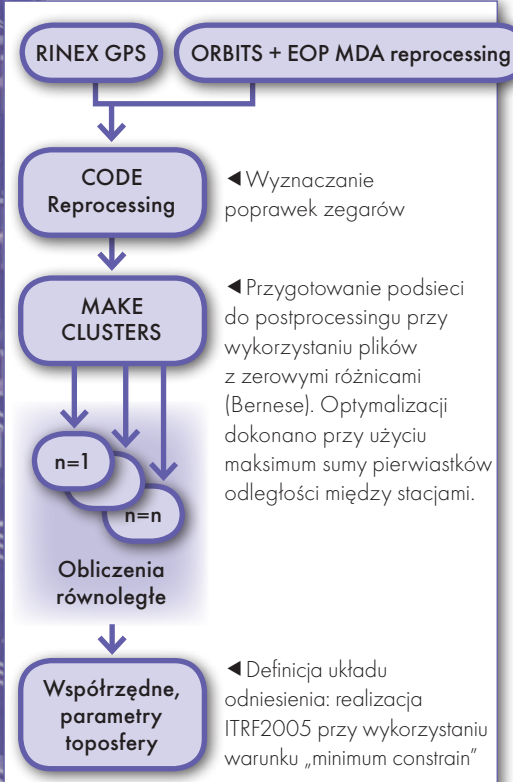 RINEX GPS
ORBITS + EOP MDA reprocessing
CODE
Reprocessing
◄Wyznaczanie
poprawek zegarów
MAKE
CLUSTERS
◄Przygotowanie podsieci
do postprocessingu przy
wykorzystaniu plików
z zerowymi różnicami
(Bernese). Optymalizacji
dokonano przy użyciu
maksimum sumy pierwiastków
odległości między stacjami.
n=1
n=n
Obliczenia
równoległe
Współrzędne,
parametry
toposfery
◄Definicja układu
odniesienia: realizacja
ITRF2005 przy wykorzystaniu
warunku „minimum constrain”